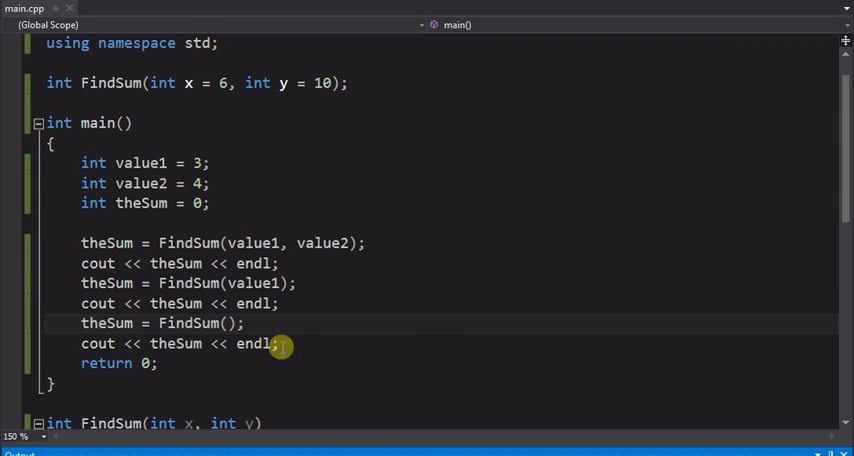 main.cpp
(Global Scope) main()
using namespace std;
int FindSum(int x = 6, int y = 10);
int main()
{
int value1 = 3;
int value2 = 4;
int theSum = 0;
theSum = FindSum(value1, value2);
cout << theSum << endl;
theSum = FindSum(value1);
cout << theSum << endl;
theSum = FindSum();
cout << theSum << endl;
return 0;
}
int FindSum(int x, int y)
150 %
Output